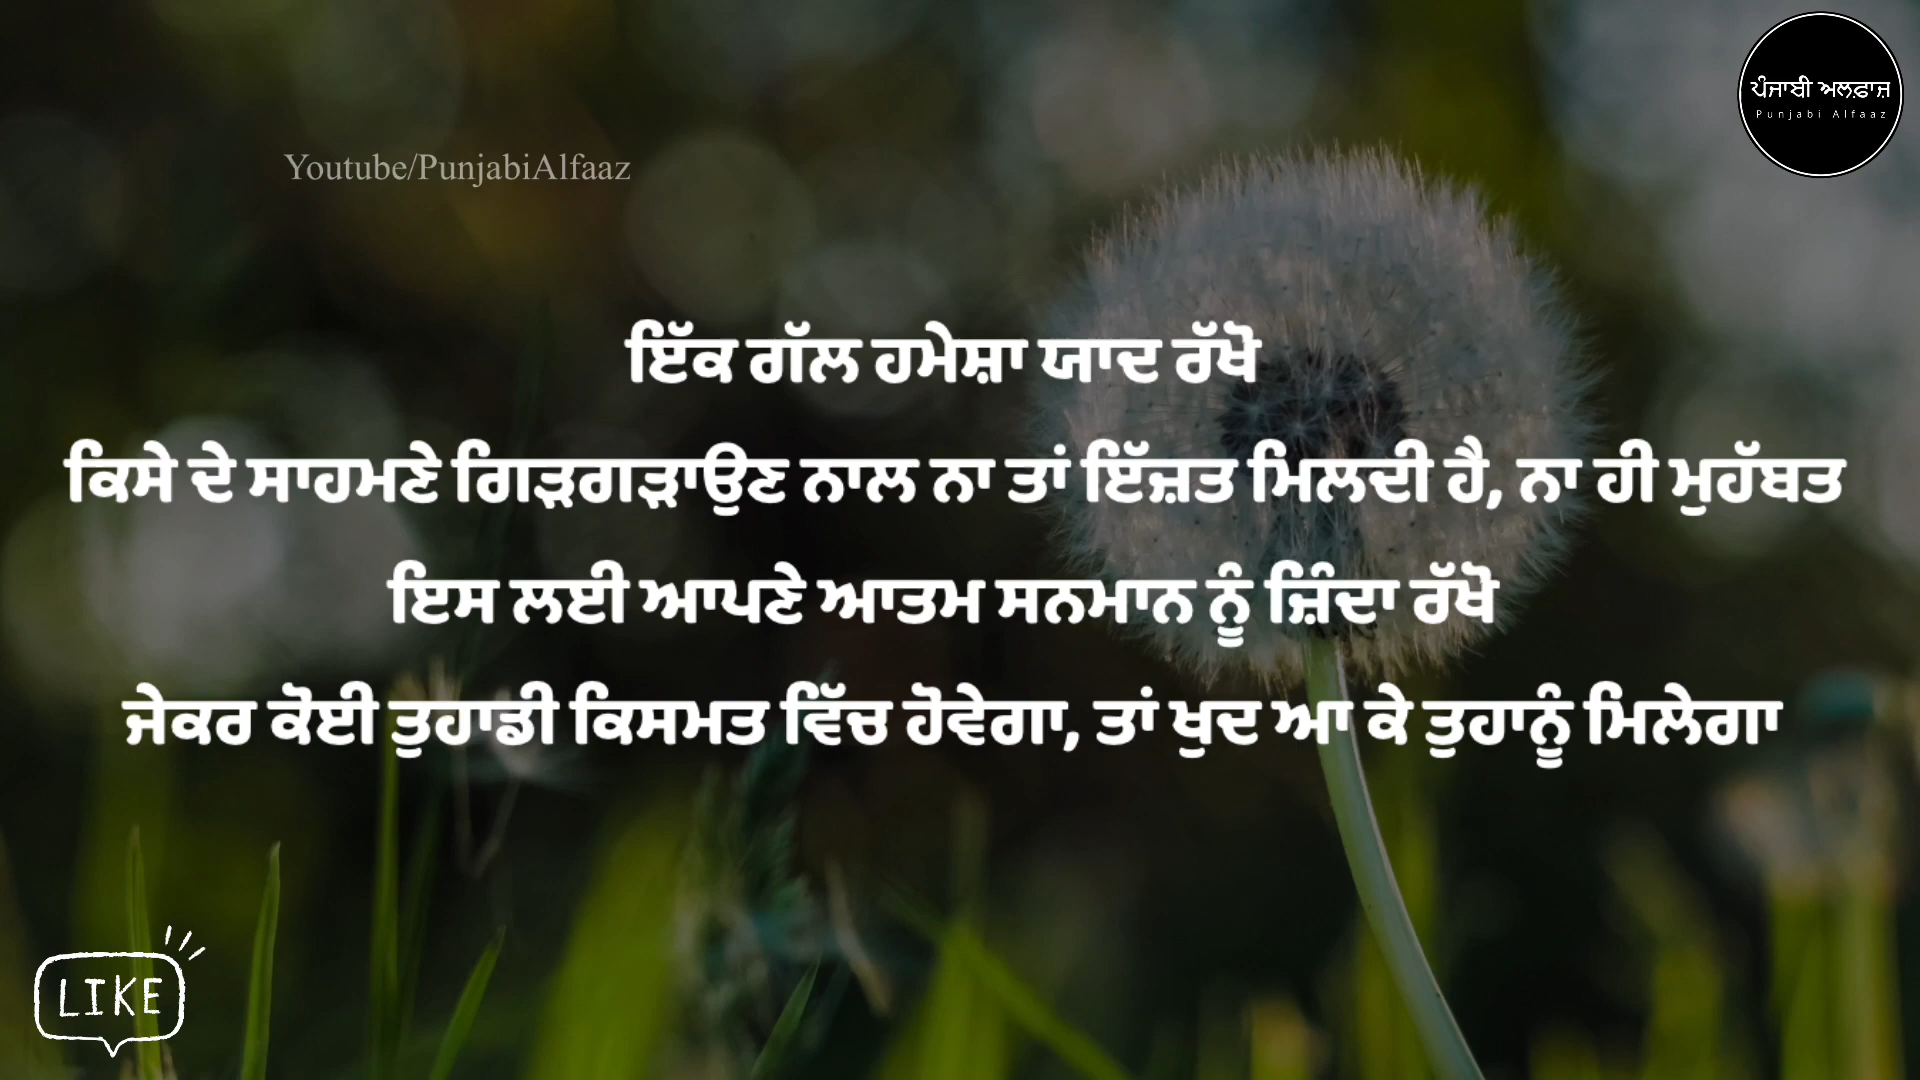 ਪੰਜਾਬੀ ਅਲਫ਼ਾਜ਼
Punjabi Alfaaz
Youtube/PunjabiAlfaaz
ਇੱਕ ਗੱਲ ਹਮੇਸ਼ਾ ਯਾਦ ਰੱਖੋ
ਕਿਸੇ ਦੇ ਸਾਹਮਣੇ ਗਿੜਗੜਾਉਣ ਨਾਲ ਨਾ ਤਾਂ ਇੱਜ਼ਤ ਮਿਲਦੀ ਹੈ, ਨਾ ਹੀ ਮੁਹੱਬਤ
ਇਸ ਲਈ ਆਪਣੇ ਆਤਮ ਸਨਮਾਨ ਨੂੰ ਜ਼ਿੰਦਾ ਰੱਖੋ
ਜੇਕਰ ਕੋਈ ਤੁਹਾਡੀ ਕਿਸਮਤ ਵਿੱਚ ਹੋਵੇਗਾ, ਤਾਂ ਖੁਦ ਆ ਕੇ ਤੁਹਾਨੂੰ ਮਿਲੇਗਾ
LIKE